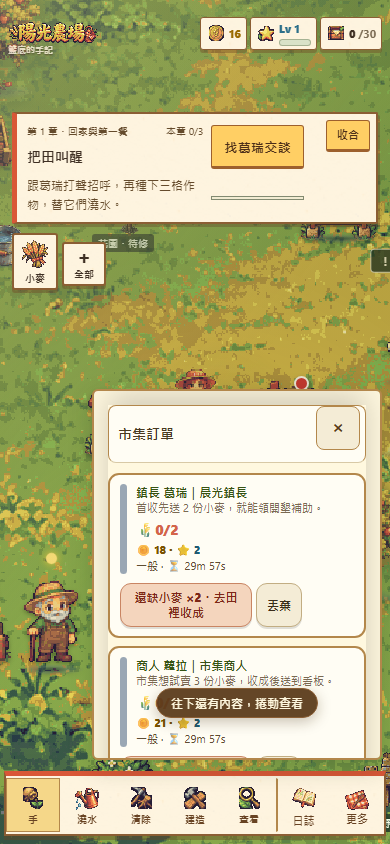 陽光農場
籃底的手記
16
Lv 1
0/30
第 1 章 · 回家與第一餐
本章 0/3
找葛瑞交談
收合
把田叫醒
跟葛瑞打聲招呼，再種下三格作
物，替它們澆水。
小麥
+
全部
花圃 · 待修
!
市集訂單
×
鎮長 葛瑞｜晨光鎮長
首收先送 2 份小麥，就能領開墾補助。
0/2
18 · 2
一般 · 29m 57s
還缺小麥 ×2 · 去田
裡收成
丟棄
商人 蘿拉｜市集商人
市集想試賣 3 份小麥，收成後送到看板。
往下還有內容，捲動查看
21 · 2
一般 · 29m 57s
手
澆水
清除
建造
查看
日誌
更多